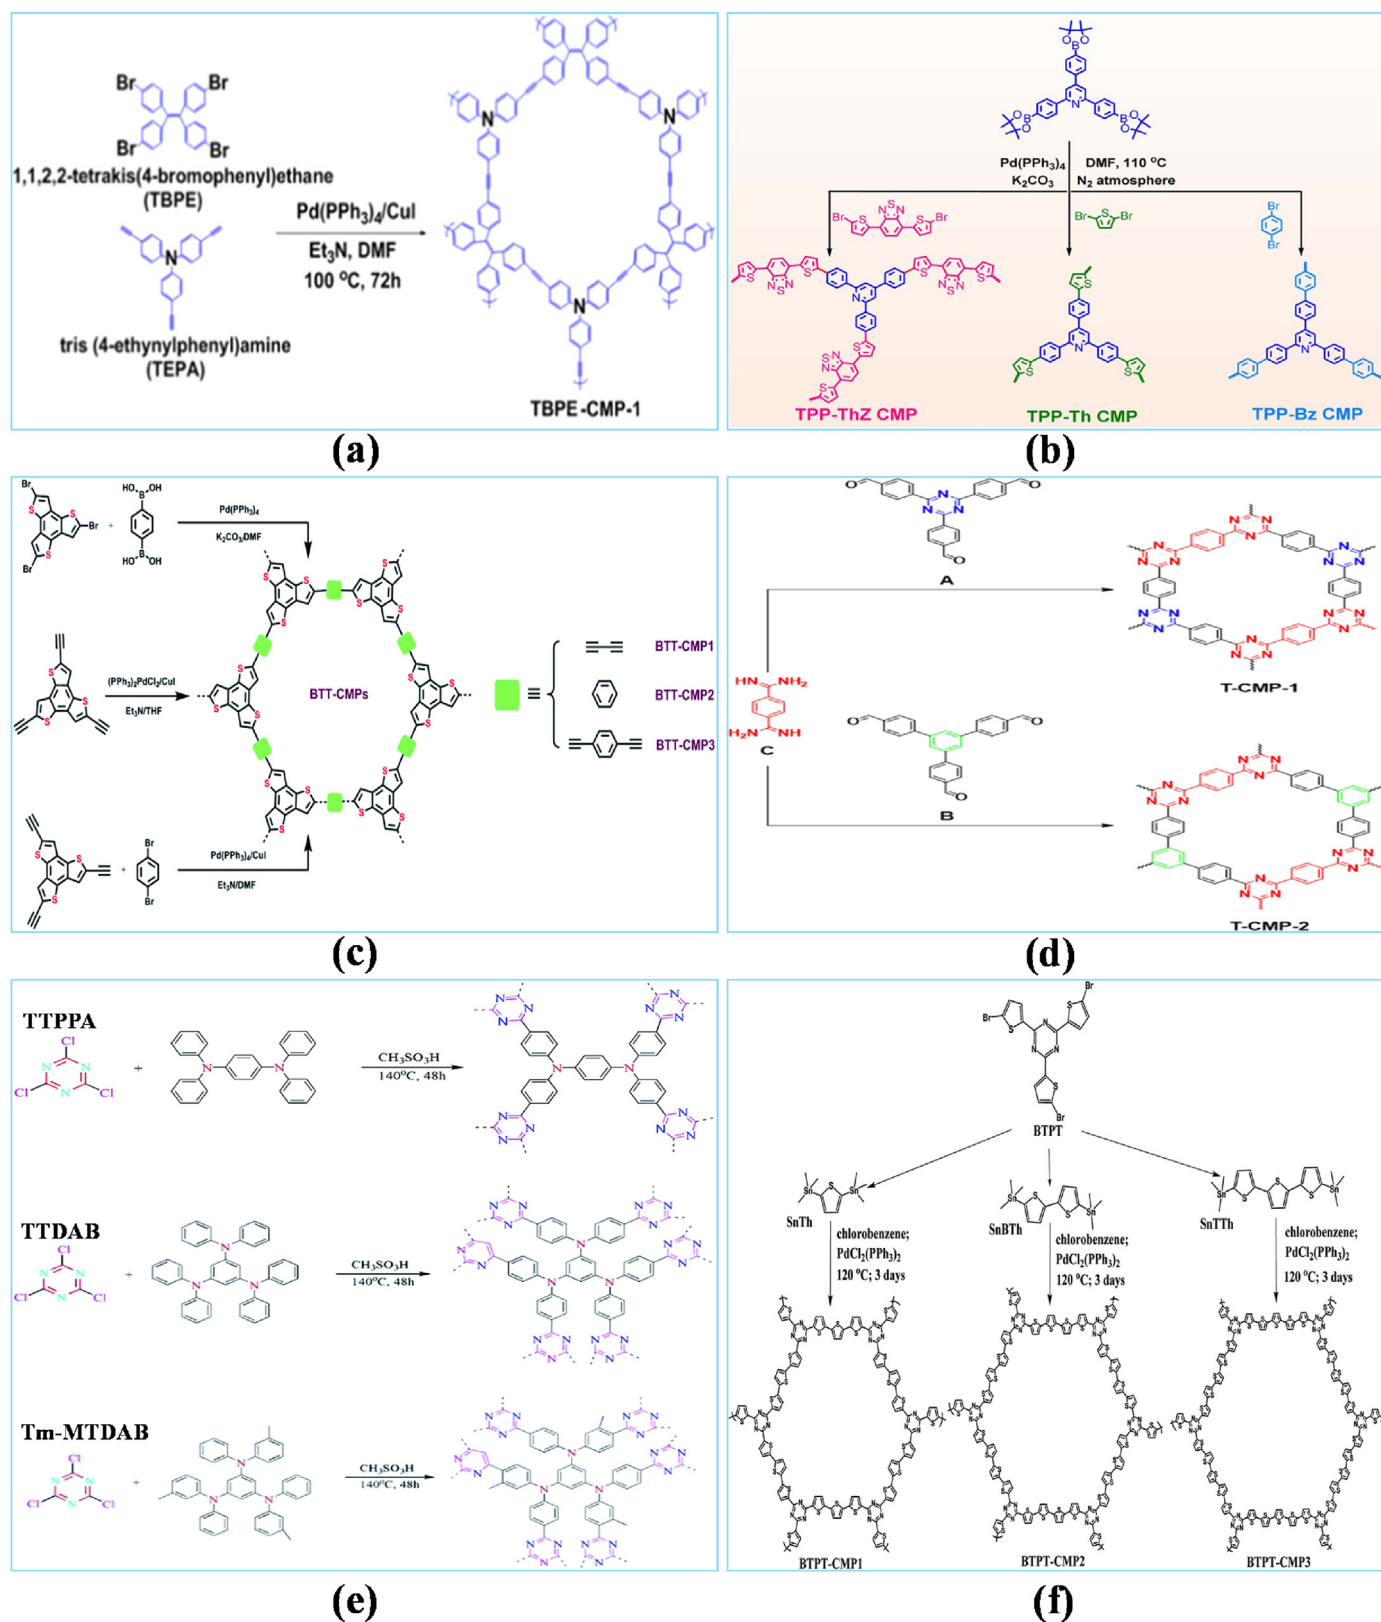 Br
Br
Br
Br
1,1,2,2-tetrakis(4-bromophenyl)ethane
(TBPE)
N
tris (4-ethynylphenyl)amine
(TEPA)
Pd(PPh₃)₄/CuI
Et₃N, DMF
100 °C, 72h
N
N
N
TBPE-CMP-1
(a)
Pd(PPh₃)₄
K₂CO₃
DMF, 110 °C
N₂ atmosphere
TPP-ThZ CMP
TPP-Th CMP
TPP-Bz CMP
(b)
Pd(PPh₃)₄
K₂CO₃/DMF
(PPh₃)₂PdCl₂/CuI
Et₃N/THF
Pd(PPh₃)₄/CuI
Et₃N/DMF
BTT-CMPs
BTT-CMP1
BTT-CMP2
BTT-CMP3
(c)
A
T-CMP-1
C
B
T-CMP-2
(d)
TTPPA
CH₃SO₃H
140°C, 48h
TTDAB
CH₃SO₃H
140°C, 48h
Tm-MTDAB
CH₃SO₃H
140°C, 48h
(e)
BTPT
SnTh
SnBTh
SnTTh
chlorobenzene;
PdCl₂(PPh₃)₂
120 °C; 3 days
chlorobenzene;
PdCl₂(PPh₃)₂
120 °C; 3 days
chlorobenzene;
PdCl₂(PPh₃)₂
120 °C; 3 days
BTPT-CMP1
BTPT-CMP2
BTPT-CMP3
(f)